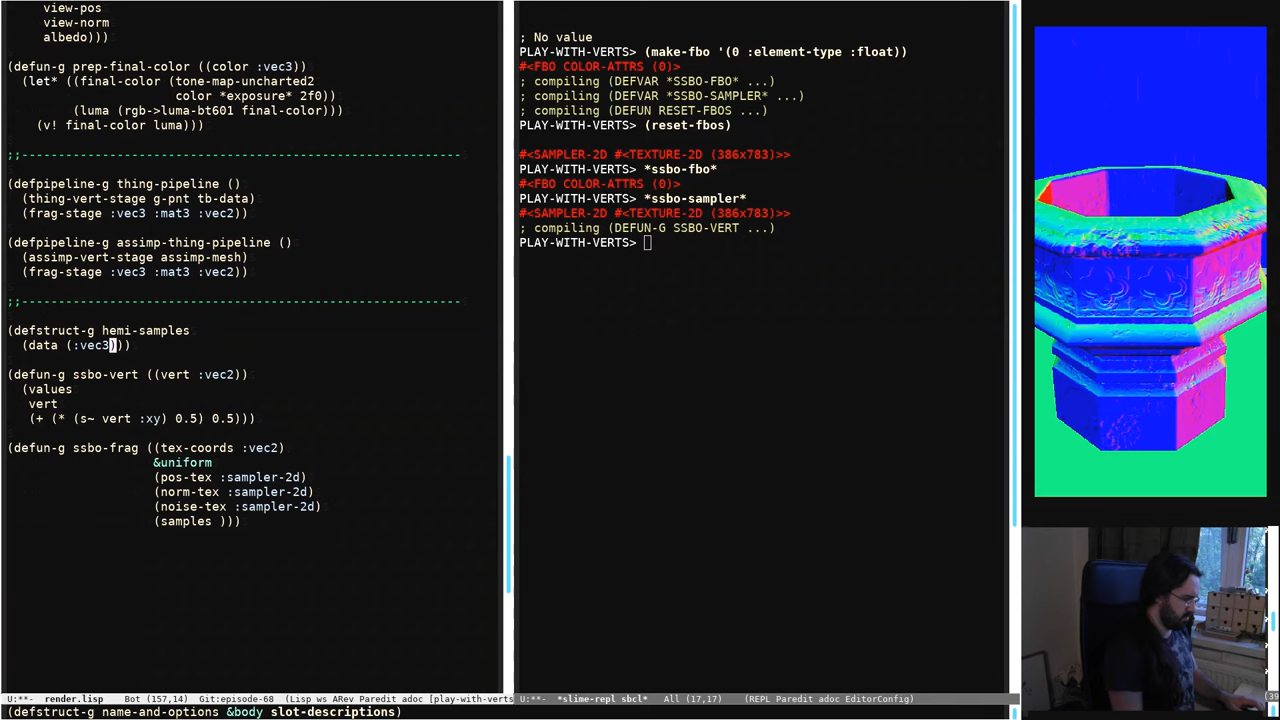 view-pos
view-norm
albedo)))
(defun-g prep-final-color ((color :vec3))
(let* ((final-color (tone-map-uncharted2
color *exposure* 2f0))
(luma (rgb->luma-bt601 final-color)))
(v! final-color luma)))
;;------------------------------------------------------------
(defpipeline-g thing-pipeline ()
(thing-vert-stage g-pnt tb-data)
(frag-stage :vec3 :mat3 :vec2))
(defpipeline-g assimp-thing-pipeline ()
(assimp-vert-stage assimp-mesh)
(frag-stage :vec3 :mat3 :vec2))
;;------------------------------------------------------------
(defstruct-g hemi-samples
(data (:vec3)))
(defun-g ssbo-vert ((vert :vec2))
(values
vert
(+ (* (s~ vert :xy) 0.5) 0.5)))
(defun-g ssbo-frag ((tex-coords :vec2)
&uniform
(pos-tex :sampler-2d)
(norm-tex :sampler-2d)
(noise-tex :sampler-2d)
(samples )))
U:**- render.lisp Bot (157,14) Git:episode-68 (Lisp ws ARev Paredit adoc [play-with-verts
(defstruct-g name-and-options &body slot-descriptions)
; No value
PLAY-WITH-VERTS> (make-fbo '(0 :element-type :float))
#<FBO COLOR-ATTRS (0)>
; compiling (DEFVAR *SSBO-FBO* ...)
; compiling (DEFVAR *SSBO-SAMPLER* ...)
; compiling (DEFUN RESET-FBOS ...)
PLAY-WITH-VERTS> (reset-fbos)
#<SAMPLER-2D #<TEXTURE-2D (386x783)>>
PLAY-WITH-VERTS> *ssbo-fbo*
#<FBO COLOR-ATTRS (0)>
PLAY-WITH-VERTS> *ssbo-sampler*
#<SAMPLER-2D #<TEXTURE-2D (386x783)>>
; compiling (DEFUN-G SSBO-VERT ...)
PLAY-WITH-VERTS>
U:**- *slime-repl sbcl* All (17,17) (REPL Paredit adoc EditorConfig)